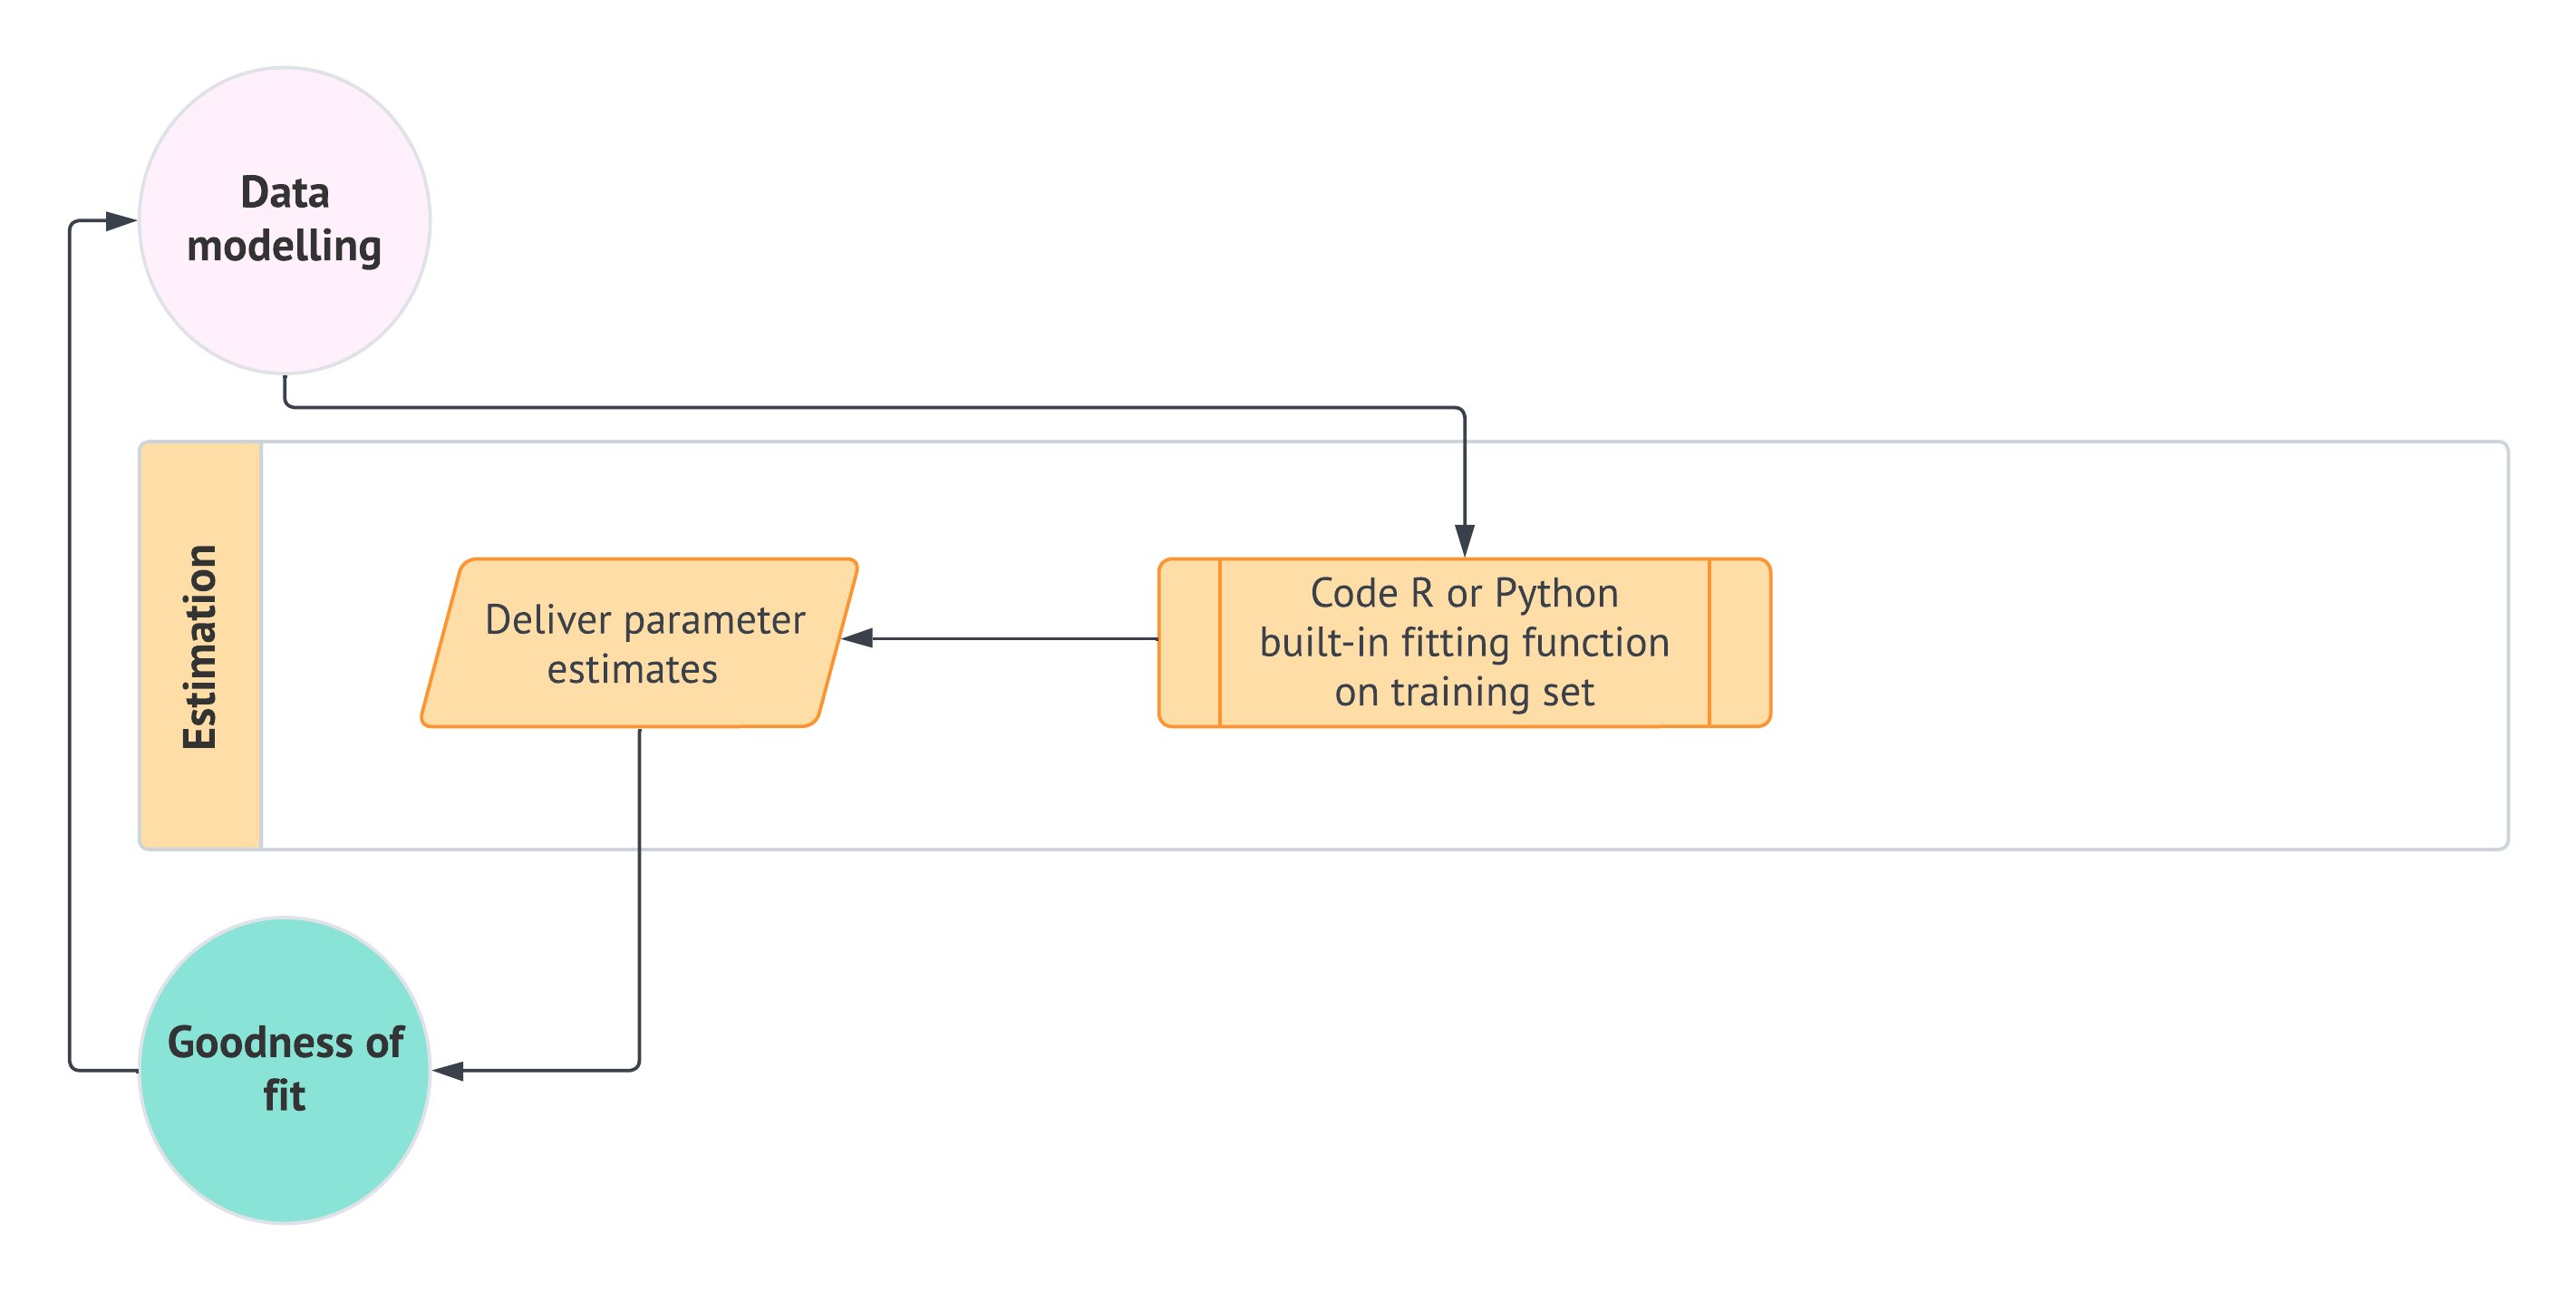 Data
modelling
Estimation
Deliver parameter
estimates
Code R or Python
built-in fitting function
on training set
Goodness of
fit